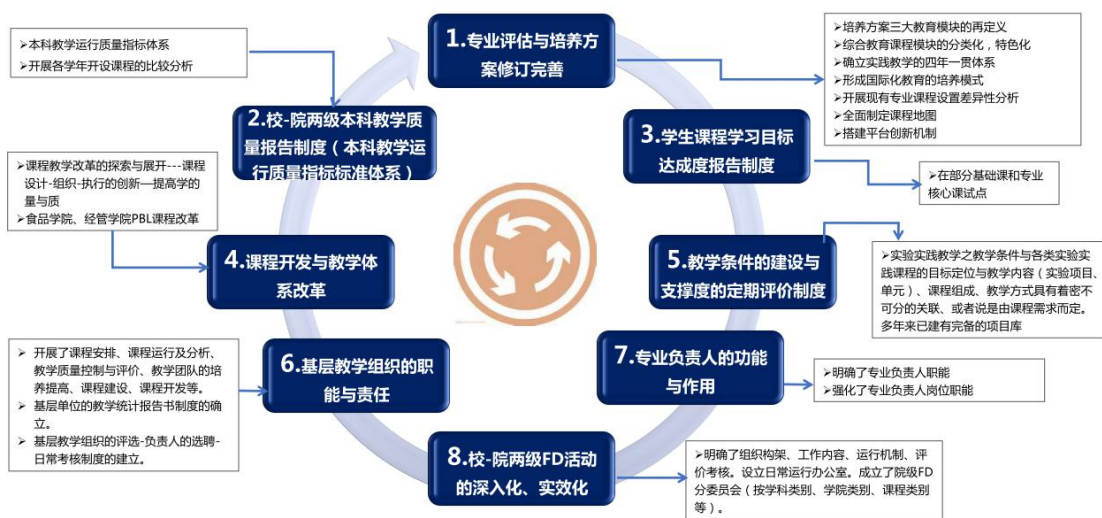 1.专业评估与培养方
案修订完善
➢培养方案三大教育模块的再定义
➢综合教育课程模块的分类化，特色化
➢确立实践教学的四年一贯体系
➢形成国际化教育的培养模式
➢开展现有专业课程设置差异性分析
➢全面制定课程地图
➢搭建平台创新机制
➢本科教学运行质量指标体系
➢开展各学年开设课程的比较分析
2.校-院两级本科教学质
量报告制度（本科教学运
行质量指标标准体系）
3.学生课程学习目标
达成度报告制度
➢在部分基础课和专业
核心课试点
➢课程教学改革的探索与展开---课程
设计-组织-执行的创新—提高学的
量与质
➢食品学院、经管学院PBL课程改革
4.课程开发与教学体
系改革
5.教学条件的建设与
支撑度的定期评价制度
➢实验实践教学之教学条件与各类实验实
践课程的目标定位与教学内容（实验项目、
单元）、课程组成、教学方式具有着密不
可分的关联、或者说是由课程需求而定。
多年来已建有完备的项目库
➢ 开展了课程安排、课程运行及分析、
教学质量控制与评价、教学团队的培
养提高、课程建设、课程开发等。
➢ 基层单位的教学统计报告书制度的确
立。
➢ 基层教学组织的评选-负责人的选聘-
日常考核制度的建立。
6.基层教学组织的职
能与责任
7.专业负责人的功能
与作用
➢明确了专业负责人职能
➢强化了专业负责人岗位职能
8.校-院两级FD活动
的深入化、实效化
➢明确了组织构架、工作内容、运行机制、评
价考核。设立日常运行办公室。成立了院级FD
分委员会（按学科类别、学院类别、课程类别
等）。